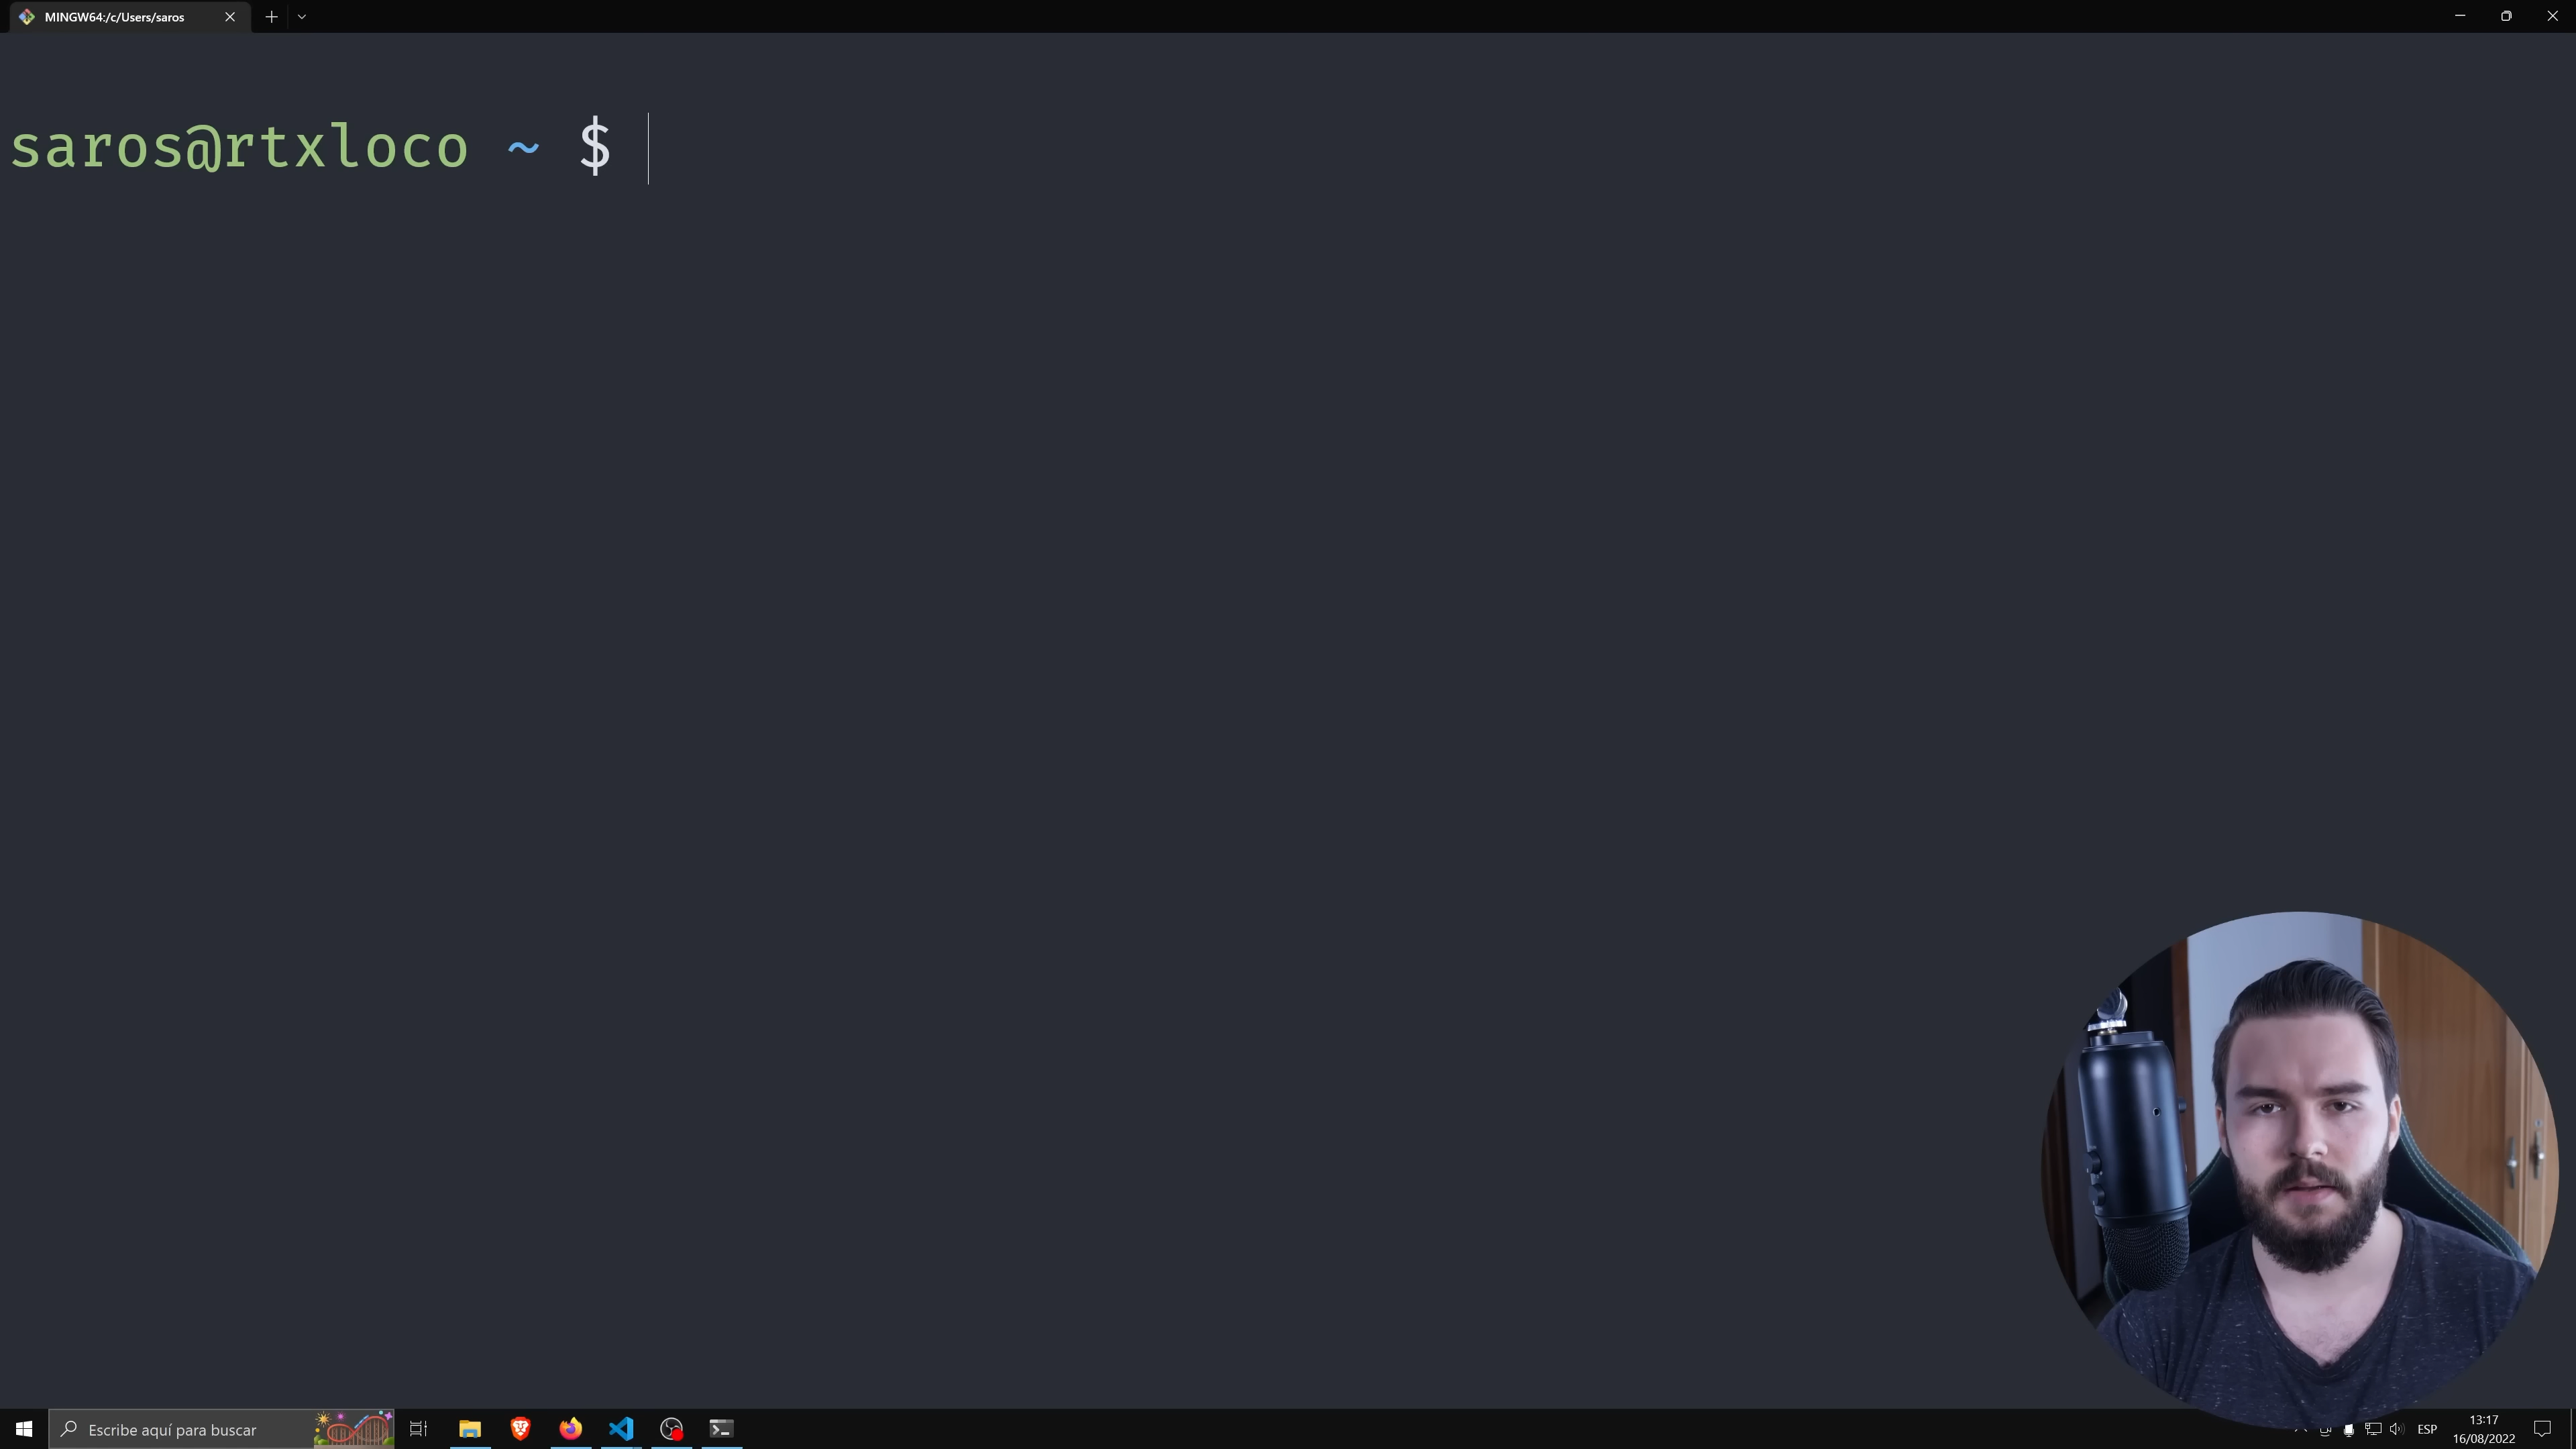 MINGW64:/c/Users/saros
saros@rtxloco ~ $
Escribe aquí para buscar
ESP
13:17
16/08/2022